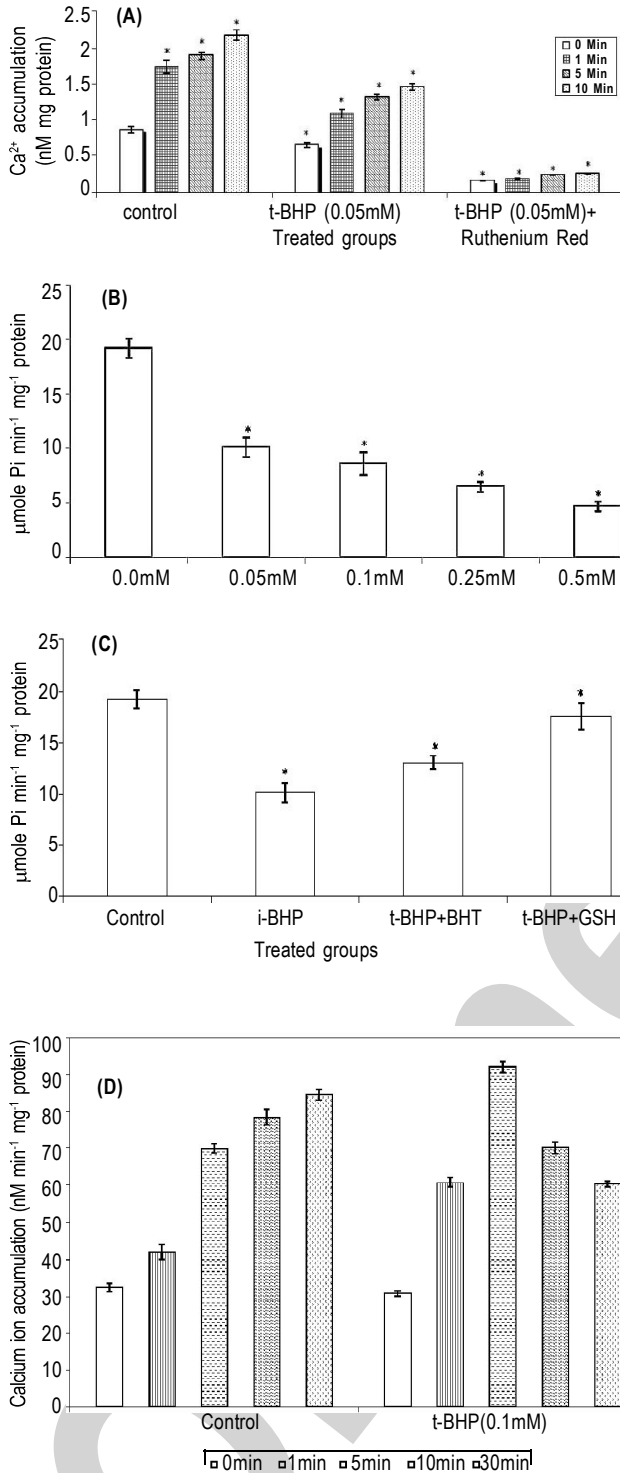 (A)
Ca²⁺ accumulation
(nM mg protein)
2.5
2
1.5
1
0.5
0
* * * * * * * * * * *
0 Min
1 Min
5 Min
10 Min
control
t-BHP (0.05mM)
Treated groups
t-BHP (0.05mM)+
Ruthenium Red
(B)
µmole Pi min⁻¹ mg⁻¹ protein
25
20
15
10
5
0
* * * *
0.0mM 0.05mM 0.1mM 0.25mM 0.5mM
(C)
µmole Pi min⁻¹ mg⁻¹ protein
25
20
15
10
5
0
* * *
Control i-BHP t-BHP+BHT t-BHP+GSH
Treated groups
(D)
Calcium ion accumulation (nM min⁻¹ mg⁻¹ protein)
100
90
80
70
60
50
40
30
20
10
0
Control t-BHP(0.1mM)
0min 1min 5min 10min 30min